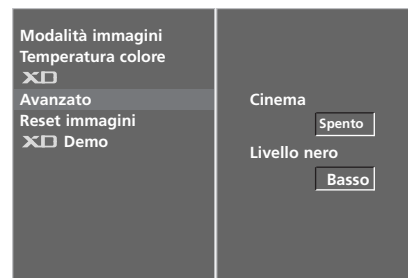 Modalità immagini
Temperatura colore
XD
Avanzato
Reset immagini
XD Demo
Cinema
Spento
Livello nero
Basso